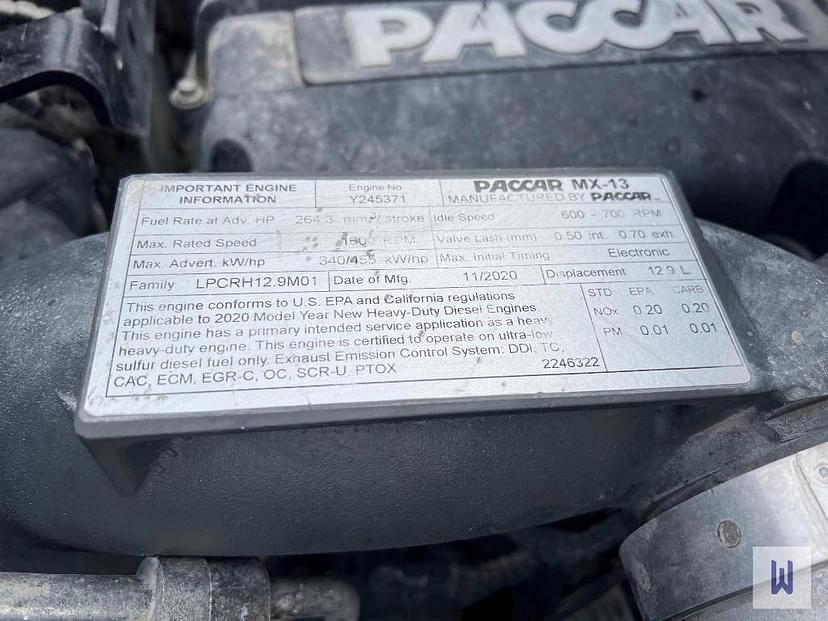 PACCAR
IMPORTANT ENGINE INFORMATION
Engine No Y245371
PACCAR MX-13
MANUFACTURED BY PACCAR
Fuel Rate at Adv. HP 264.3 mm³/stroke Idle Speed 600 - 700 RPM
Max. Rated Speed 1600 RPM Valve Lash (mm) 0.50 int. 0.70 exh.
Max. Advert. kW/hp 340/455 kW/hp Max. Initial Timing Electronic
Family LPCRH12.9M01 Date of Mfg. 11/2020 Displacement 12.9 L
This engine conforms to U.S. EPA and California regulations
applicable to 2020 Model Year New Heavy-Duty Diesel Engines.
This engine has a primary intended service application as a heavy
heavy-duty engine. This engine is certified to operate on ultra-low
sulfur diesel fuel only. Exhaust Emission Control System: DDI, TC,
CAC, ECM, EGR-C, OC, SCR-U, PTOX 2246322
STD EPA CARB
NOx 0.20 0.20
PM 0.01 0.01
W